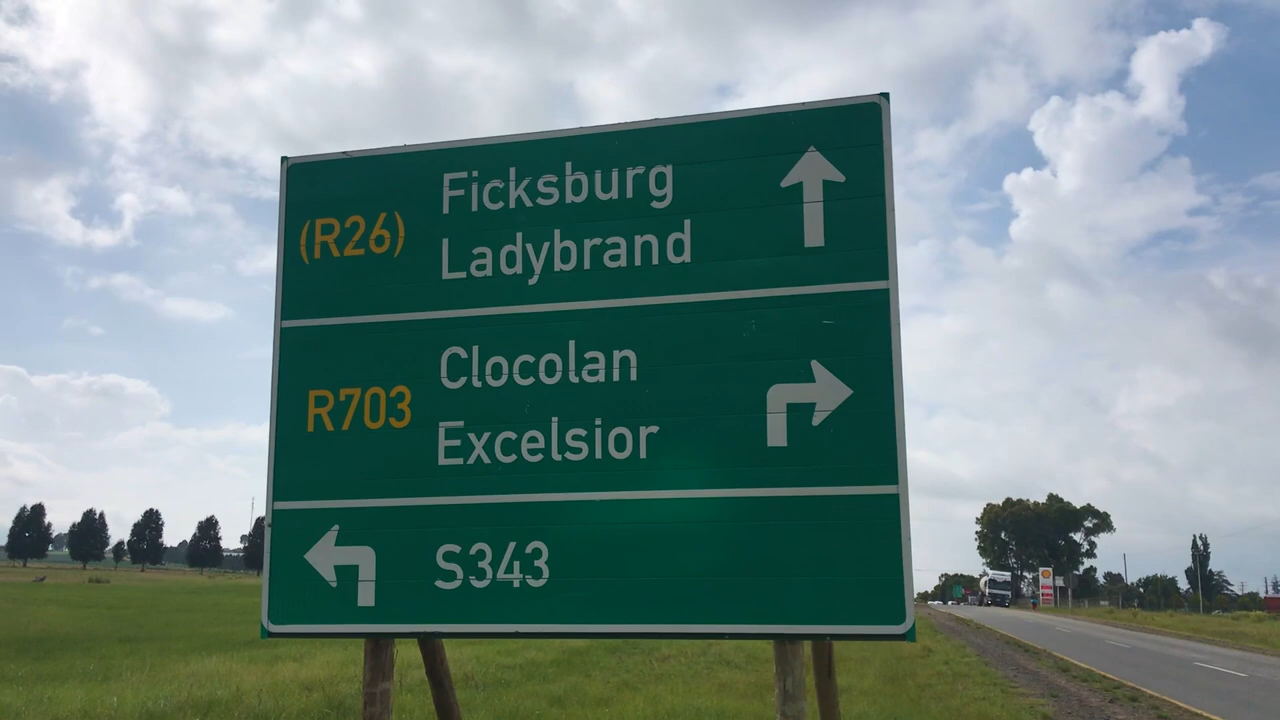 (R26)
Ficksburg
Ladybrand
R703
Clocolan
Excelsior
S343